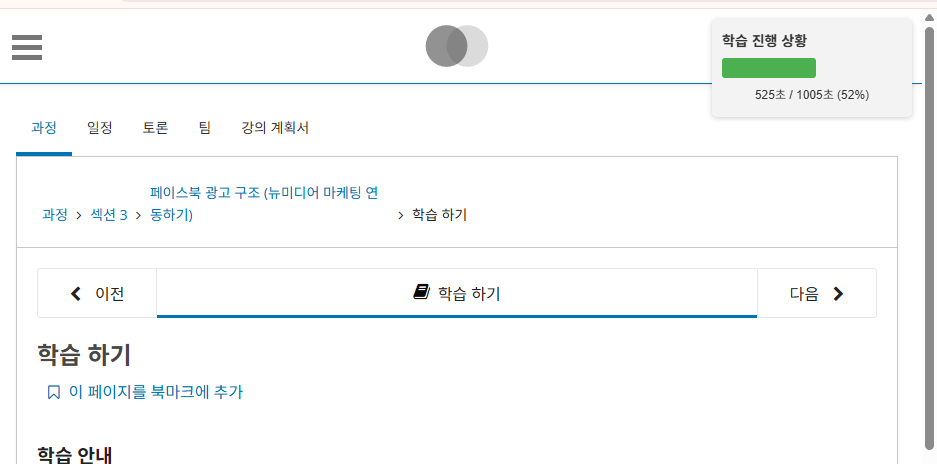 학습 진행 상황
525초 / 1005초 (52%)
과정 일정 토론 팀 강의 계획서
페이스북 광고 구조 (뉴미디어 마케팅 연
과정 섹션 3 동하기) 학습 하기
이전 학습 하기 다음
학습 하기
이 페이지를 북마크에 추가
학습 안내